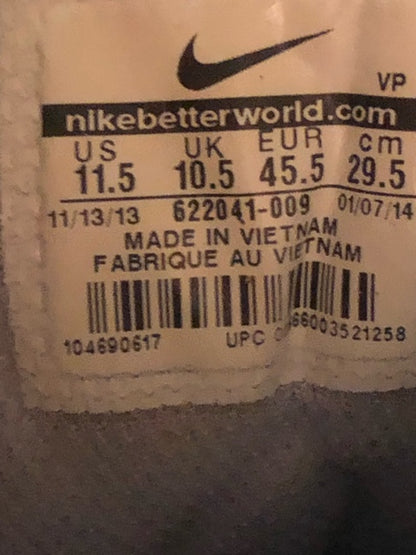 VP
nikebetterworld.com
US UK EUR cm
11.5 10.5 45.5 29.5
11/13/13 622041-009 01/07/14
MADE IN VIETNAM
FABRIQUE AU VIETNAM
104690617 UPC 66003521258